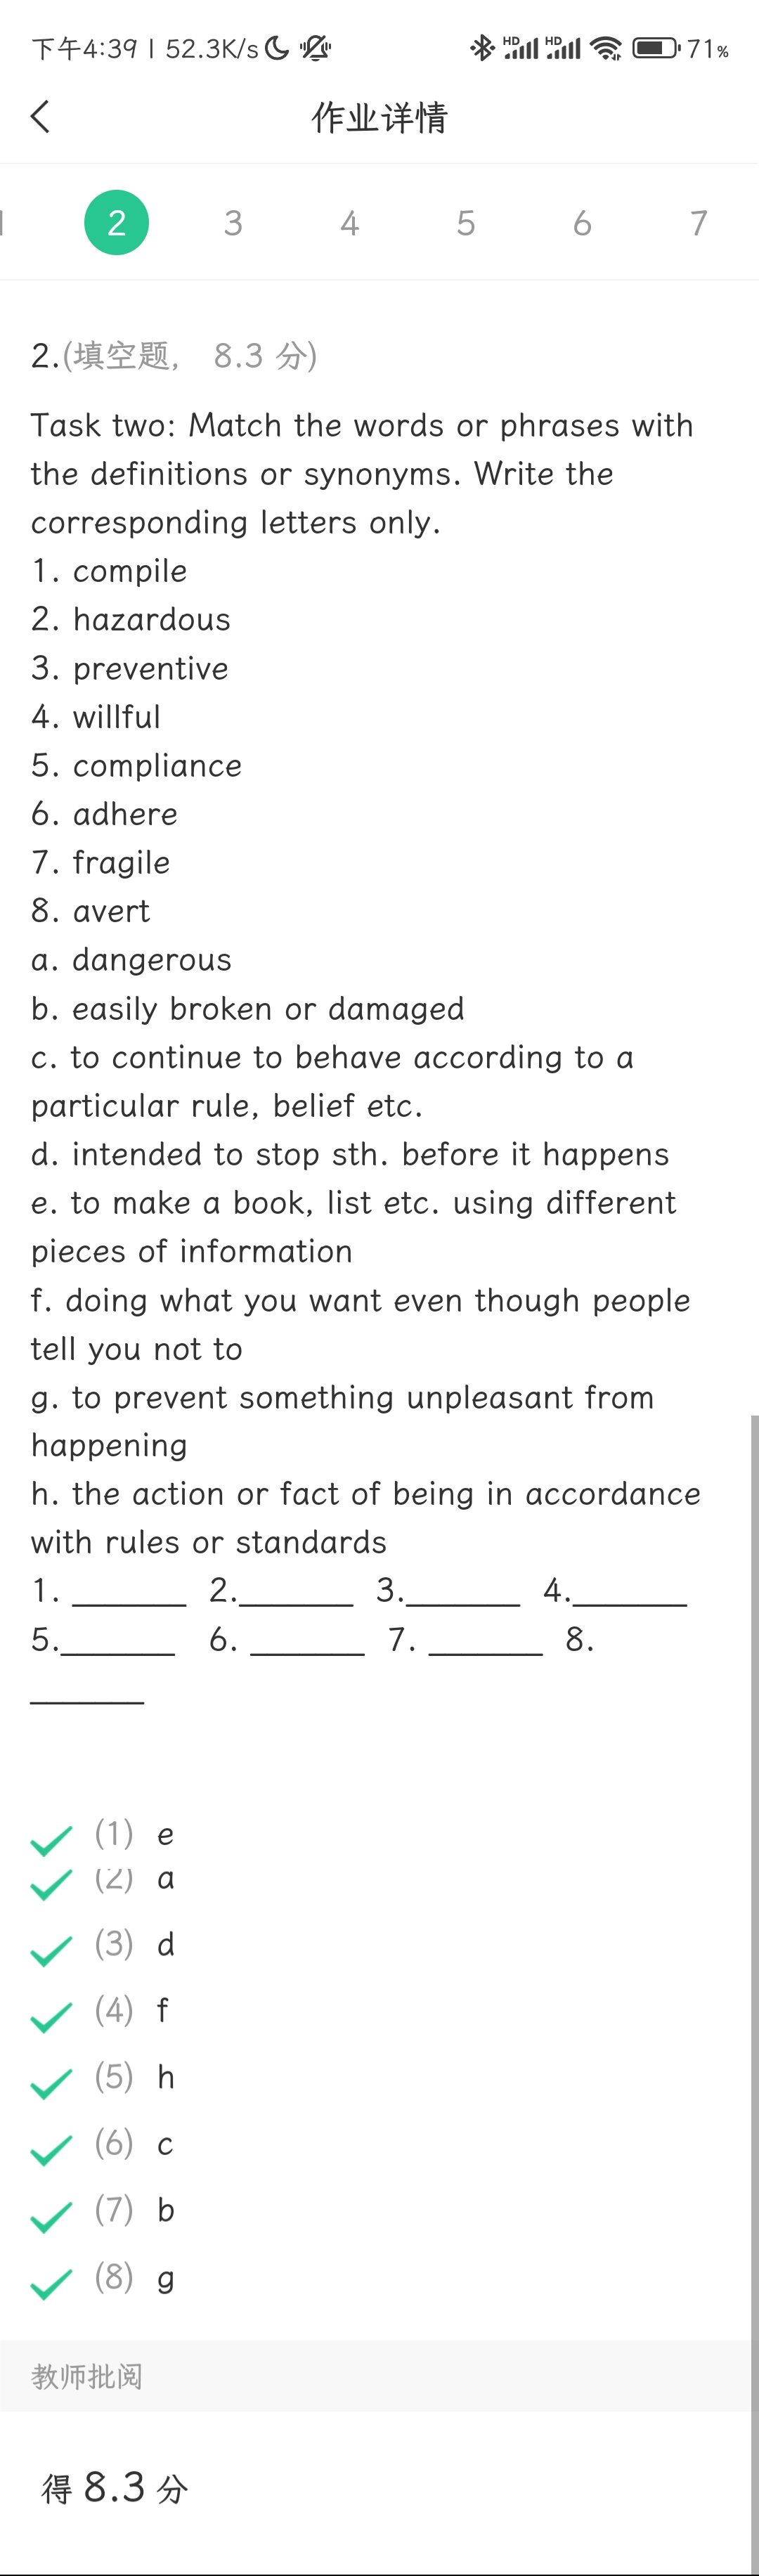 下午4:39 | 52.3K/s HD HD 71%
作业详情
2 3 4 5 6 7
2.(填空题, 8.3 分)
Task two: Match the words or phrases with
the definitions or synonyms. Write the
corresponding letters only.
1. compile
2. hazardous
3. preventive
4. willful
5. compliance
6. adhere
7. fragile
8. avert
a. dangerous
b. easily broken or damaged
c. to continue to behave according to a
particular rule, belief etc.
d. intended to stop sth. before it happens
e. to make a book, list etc. using different
pieces of information
f. doing what you want even though people
tell you not to
g. to prevent something unpleasant from
happening
h. the action or fact of being in accordance
with rules or standards
1. _______ 2._______ 3._______ 4._______
5._______ 6. _______ 7. _______ 8.
_______
(1) e
(2) a
(3) d
(4) f
(5) h
(6) c
(7) b
(8) g
教师批阅
得 8.3 分